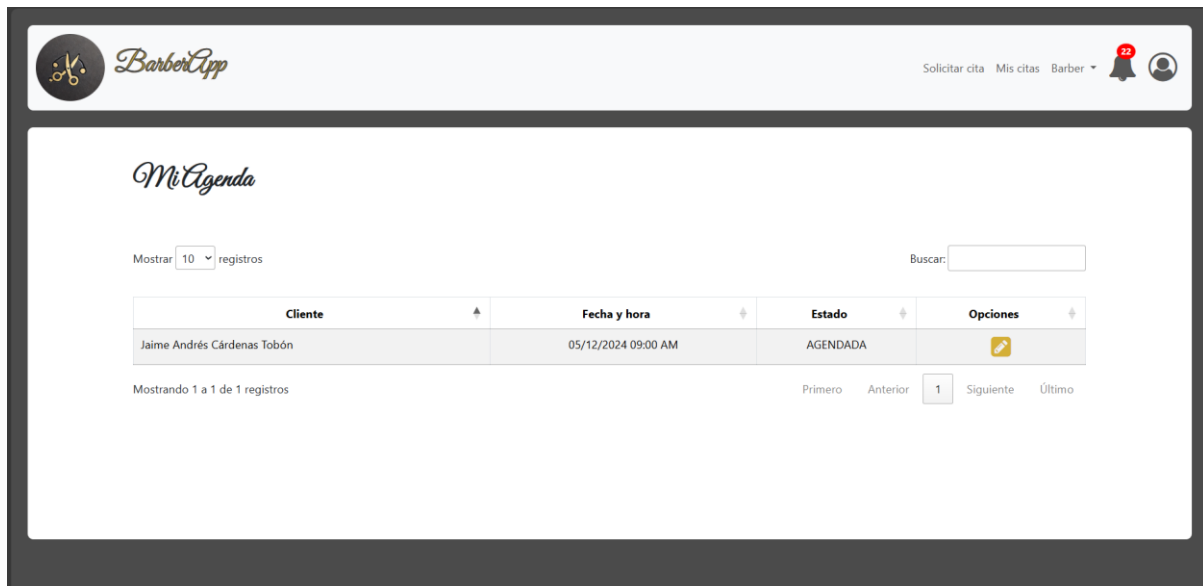 BarberApp
Solicitar cita Mis citas Barber 22
Mi Agenda
Mostrar 10 registros Buscar:
Cliente Fecha y hora Estado Opciones
Jaime Andrés Cárdenas Tobón 05/12/2024 09:00 AM AGENDADA
Mostrando 1 a 1 de 1 registros Primero Anterior 1 Siguiente Último